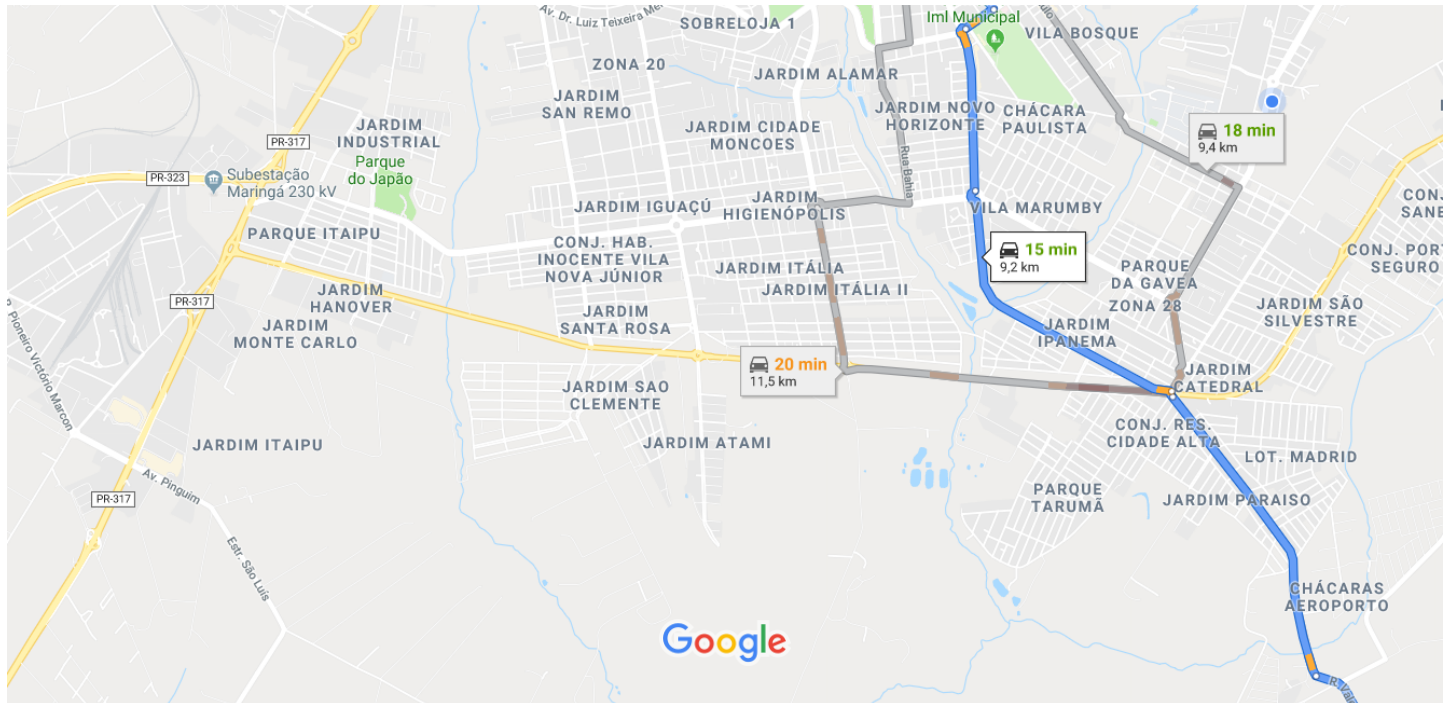 Av. Dr. Luiz Teixeira Me
SOBRELOJA 1
Iml Municipal
VILA BOSQUE
ZONA 20
JARDIM ALAMAR
JARDIM
SAN REMO
JARDIM NOVO
HORIZONTE
CHÁCARA
PAULISTA
JARDIM
INDUSTRIAL
JARDIM CIDADE
MONCOES
18 min
9,4 km
PR-317
Parque
do Japão
Rua Bahia
PR-323
Subestação
Maringá 230 kV
JARDIM
HIGIENÓPOLIS
JARDIM IGUAÇÚ
VILA MARUMBY
CONJ.
SANE
PARQUE ITAIPU
CONJ. HAB.
INOCENTE VILA
NOVA JÚNIOR
15 min
9,2 km
CONJ. POR
SEGURO
JARDIM ITÁLIA
PARQUE
DA GAVEA
JARDIM
HANOVER
JARDIM ITÁLIA II
ZONA 28
JARDIM SÃO
SILVESTRE
PR-317
JARDIM
SANTA ROSA
JARDIM
MONTE CARLO
JARDIM
IPANEMA
R. Pioneiro Victório Marcon
20 min
11,5 km
JARDIM
CATEDRAL
JARDIM SAO
CLEMENTE
CONJ. RES.
CIDADE ALTA
JARDIM ITAIPU
JARDIM ATAMI
LOT. MADRID
Av. Pinguim
PR-317
PARQUE
TARUMÃ
JARDIM PARAISO
Estr. São Luís
CHÁCARAS
AEROPORTO
Google